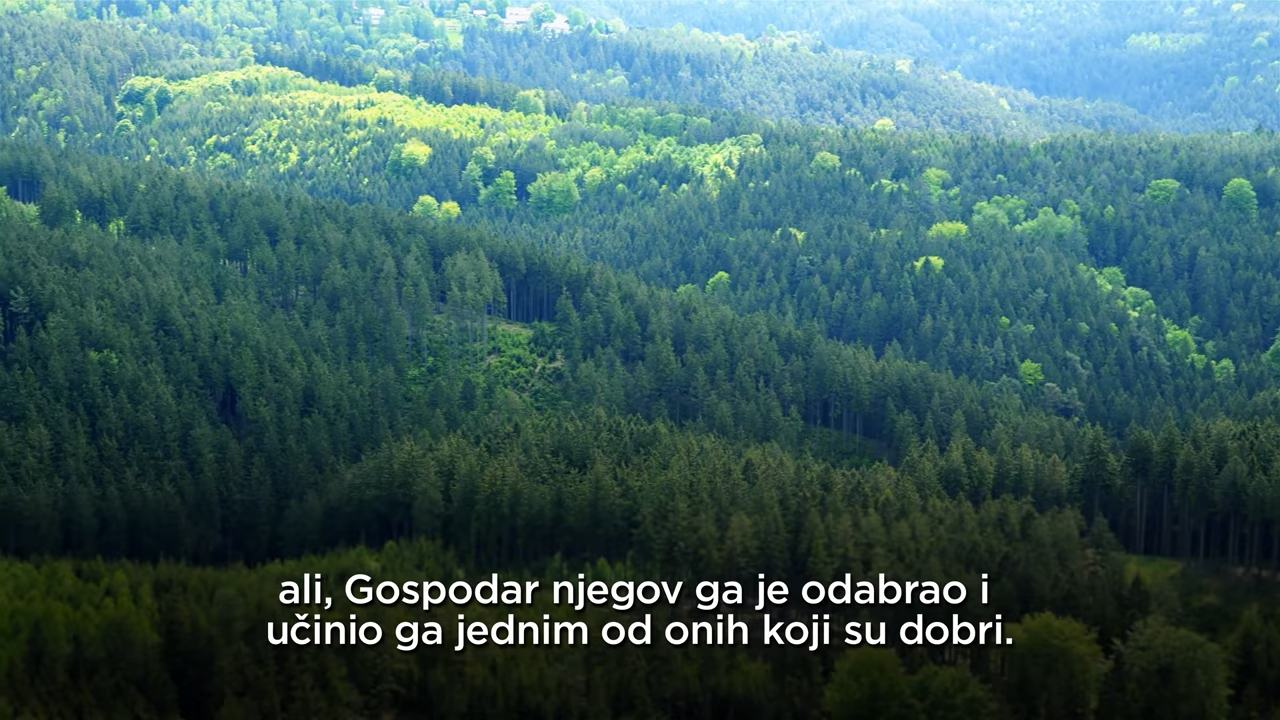 ali, Gospodar njegov ga je odabrao i
učinio ga jednim od onih koji su dobri.